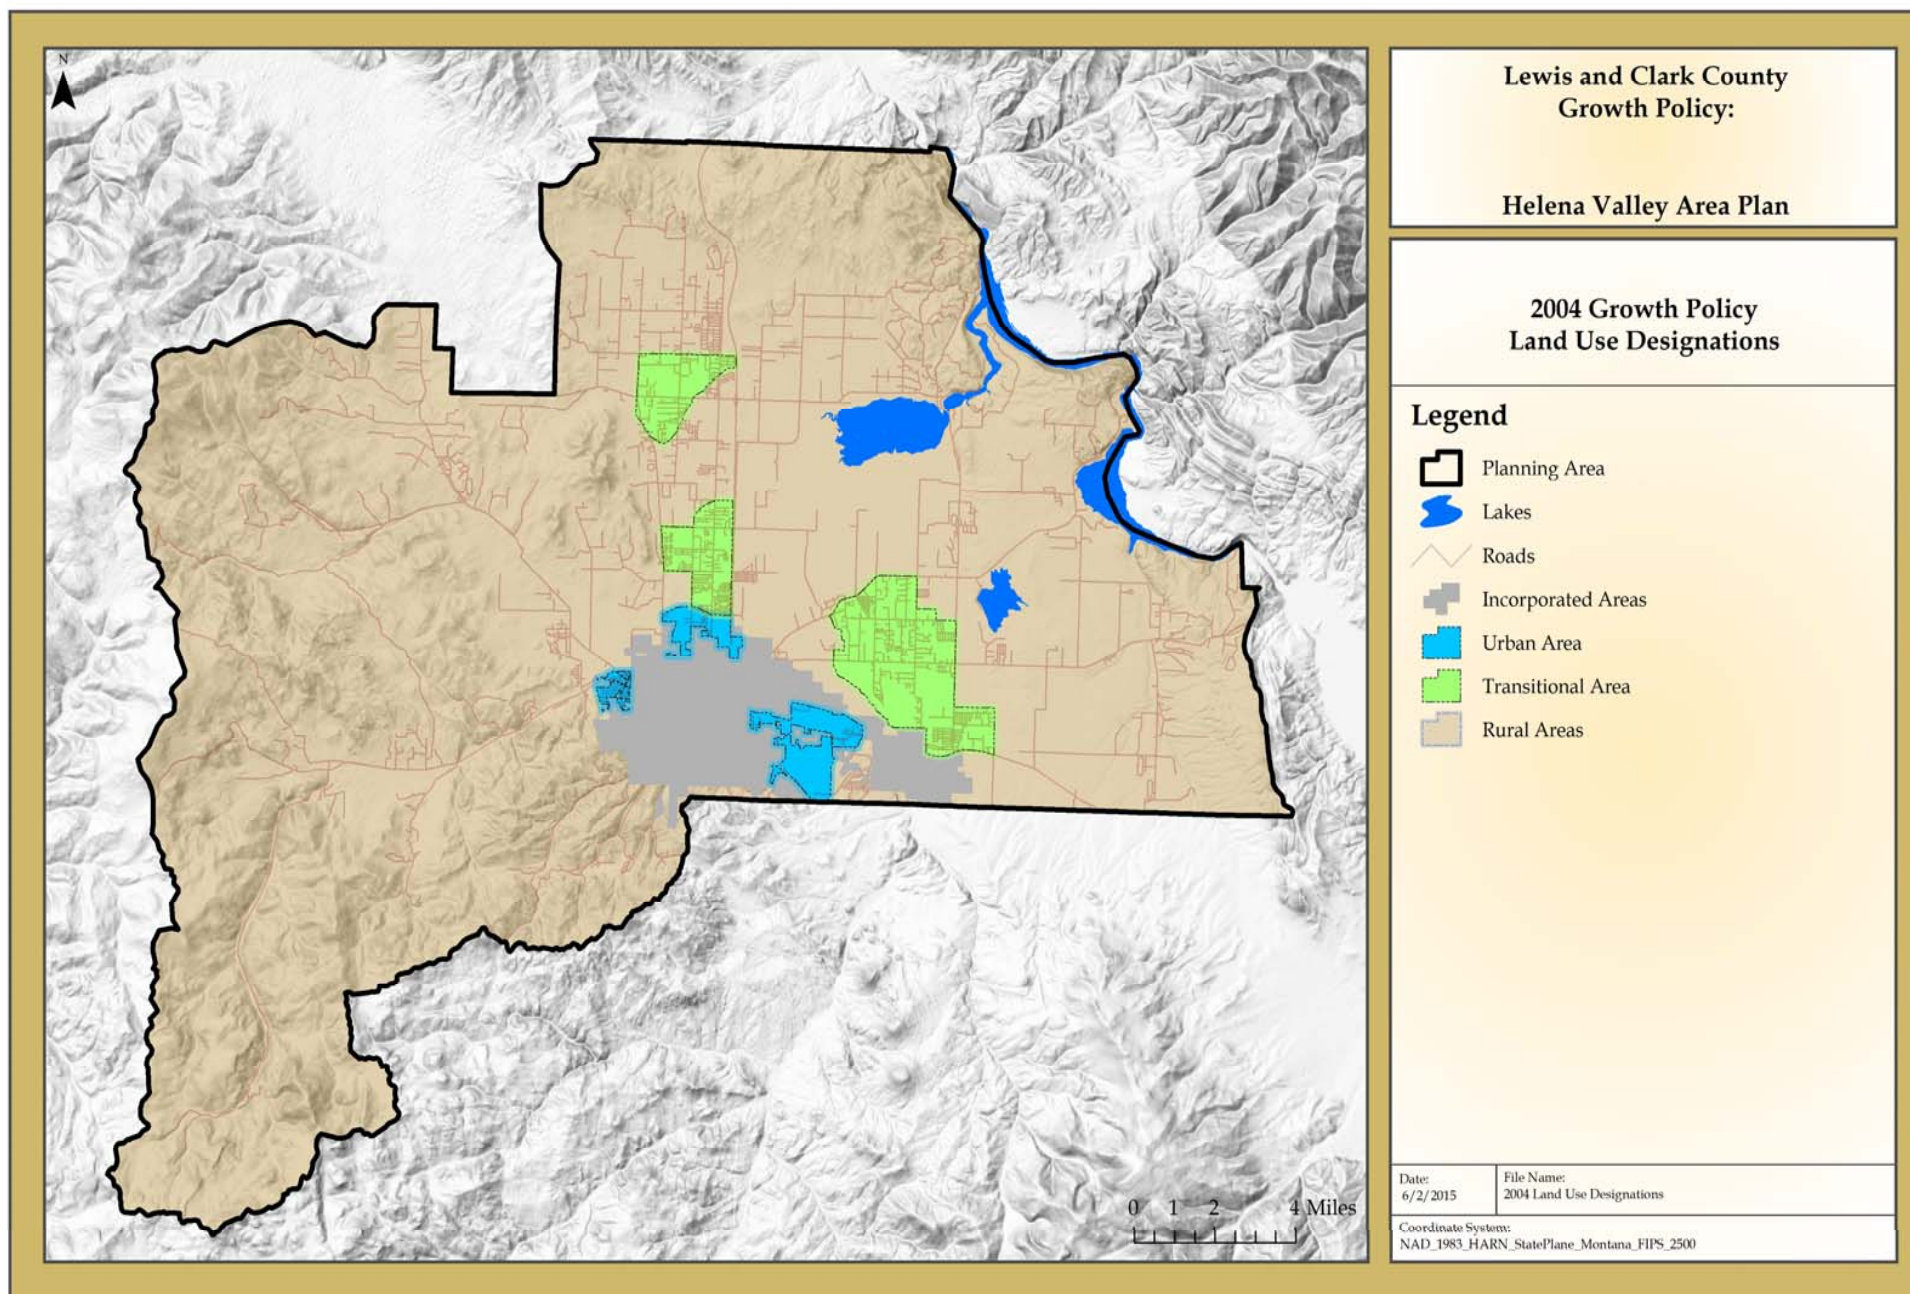 N
Lewis and Clark County
Growth Policy:
Helena Valley Area Plan
2004 Growth Policy
Land Use Designations
Legend
Planning Area
Lakes
Roads
Incorporated Areas
Urban Area
Transitional Area
Rural Areas
0 1 2 4 Miles
Date:
6/2/2015
File Name:
2004 Land Use Designations
Coordinate System:
NAD_1983_HARN_StatePlane_Montana_FIPS_2500